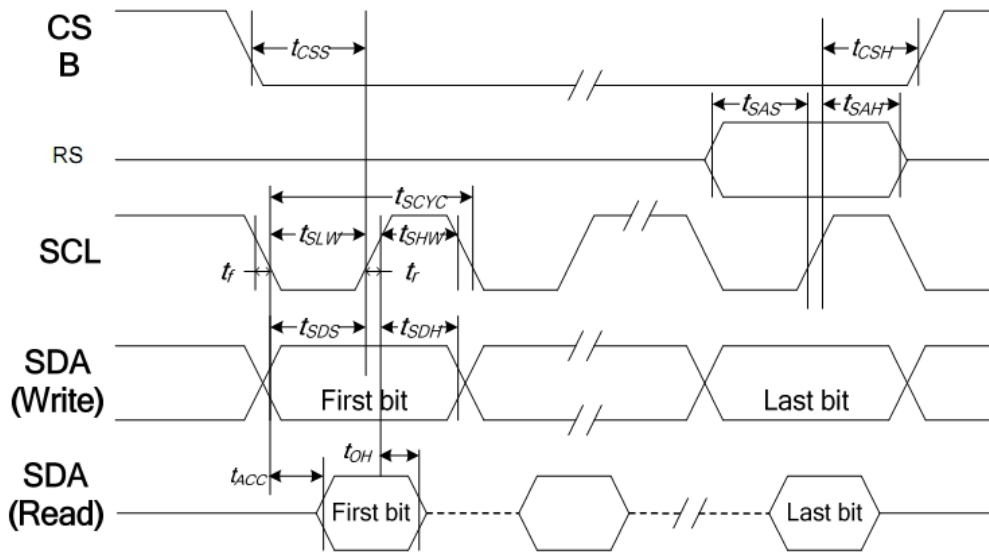 CS
B
tCSS
tCSH
tSAS
tSAH
RS
tSCYC
SCL
tSLW
tSHW
tf
tr
tSDS
tSDH
SDA
(Write)
First bit
Last bit
tOH
tACC
SDA
(Read)
First bit
Last bit